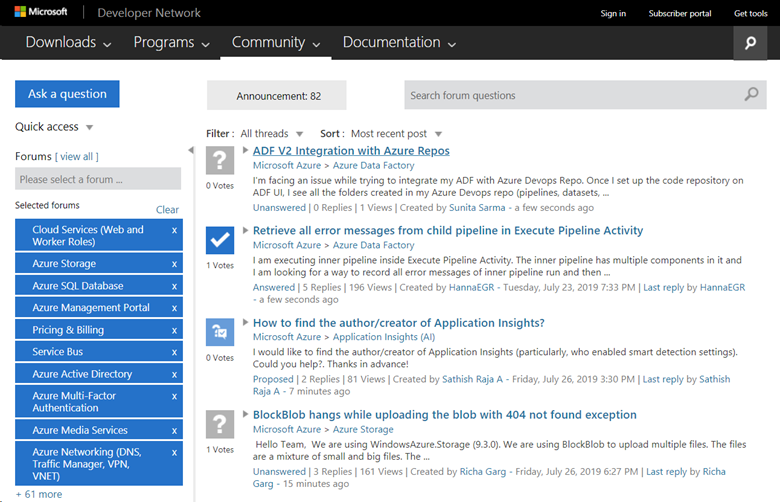 Microsoft Developer Network Sign in Subscriber portal Get tools
Downloads Programs Community Documentation
Ask a question
Quick access
Forums [ view all ]
Please select a forum ...
Selected forums Clear
Cloud Services (Web and
Worker Roles) x
Azure Storage x
Azure SQL Database x
Azure Management Portal x
Pricing & Billing x
Service Bus x
Azure Active Directory x
Azure Multi-Factor
Authentication x
Azure Media Services x
Azure Networking (DNS,
Traffic Manager, VPN,
VNET) x
+ 61 more
Announcement: 82
Search forum questions
Filter : All threads Sort : Most recent post
ADF V2 Integration with Azure Repos
Microsoft Azure > Azure Data Factory
0 Votes
I'm facing an issue while trying to integrate my ADF with Azure Devops Repo. Once I set up the code repository on
ADF UI, I see all the folders created in my Azure Devops repo (pipelines, datasets, ...
Unanswered | 0 Replies | 1 Views | Created by Sunita Sarma - a few seconds ago
Retrieve all error messages from child pipeline in Execute Pipeline Activity
Microsoft Azure > Azure Data Factory
1 Votes
I am executing inner pipeline inside Execute Pipeline Activity. The inner pipeline has multiple components in it and
I am looking for a way to record all error messages of inner pipeline run and then ...
Answered | 5 Replies | 196 Views | Created by HannaEGR - Tuesday, July 23, 2019 7:33 PM | Last reply by HannaEGR
- a few seconds ago
How to find the author/creator of Application Insights?
Microsoft Azure > Application Insights (AI)
0 Votes
I would like to find the author/creator of Application Insights (particularly, who enabled smart detection settings).
Could you help?. Thanks in advance!
Proposed | 2 Replies | 81 Views | Created by Sathish Raja A - Friday, July 26, 2019 3:30 PM | Last reply by Sathish
Raja A - 7 minutes ago
BlockBlob hangs while uploading the blob with 404 not found exception
Microsoft Azure > Azure Storage
1 Votes
Hello Team, We are using WindowsAzure.Storage (9.3.0). We are using BlockBlob to upload multiple files. The files
are a mixture of small and big files. The ...
Unanswered | 3 Replies | 161 Views | Created by Richa Garg - Friday, July 26, 2019 6:27 PM | Last reply by Richa
Garg - 15 minutes ago